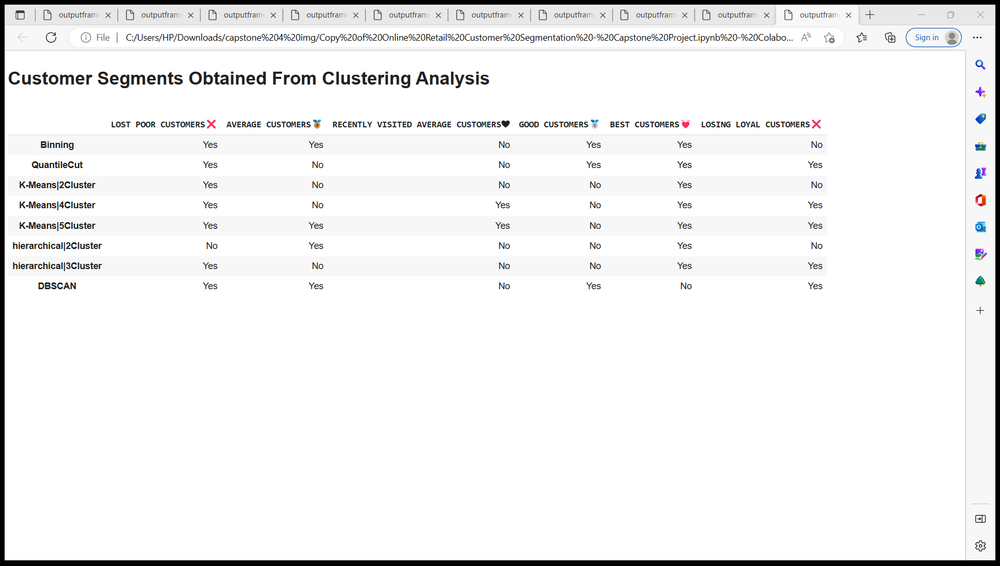 outputfram outputfram outputfram outputfram outputfram outputfram outputfram outputfram outputfram outputfram
File C:/Users/HP/Downloads/capstone%204%20img/Copy%20of%20Online%20Retail%20Customer%20Segmentation%20-%20Capstone%20Project.ipynb%20-%20Colabo... Sign in
Customer Segments Obtained From Clustering Analysis
LOST POOR CUSTOMERS❌ AVERAGE CUSTOMERS🥉 RECENTLY VISITED AVERAGE CUSTOMERS🖤 GOOD CUSTOMERS🥈 BEST CUSTOMERS💓 LOSING LOYAL CUSTOMERS❌
Binning Yes Yes No Yes Yes No
QuantileCut Yes No No Yes Yes Yes
K-Means|2Cluster Yes No No No Yes No
K-Means|4Cluster Yes No Yes No Yes Yes
K-Means|5Cluster Yes Yes Yes No Yes Yes
hierarchical|2Cluster No Yes No No Yes No
hierarchical|3Cluster Yes No No No Yes Yes
DBSCAN Yes Yes No Yes No Yes